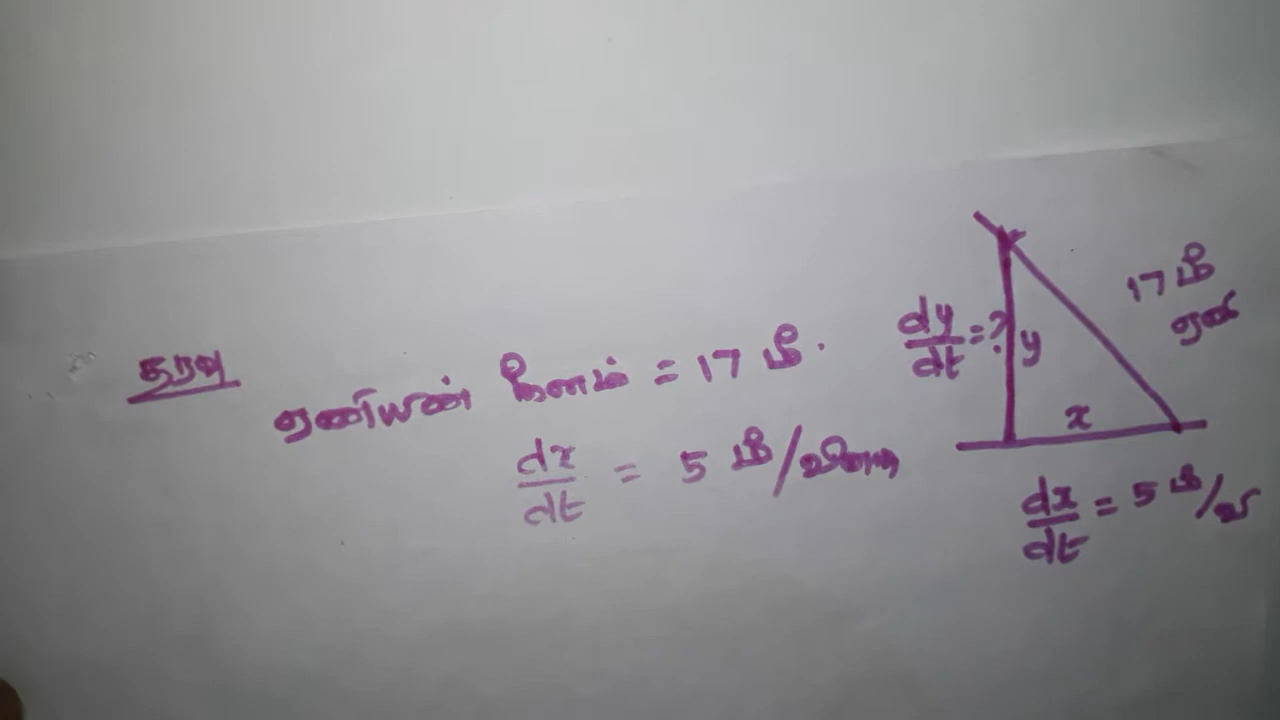 தரவு
ஏணியின் நீளம் = 17 மீ.
dx/dt = 5 மீ/வினாடி
dy/dt = ?
y
x
17 மீ
ஏணி
dx/dt = 5 மீ/வி